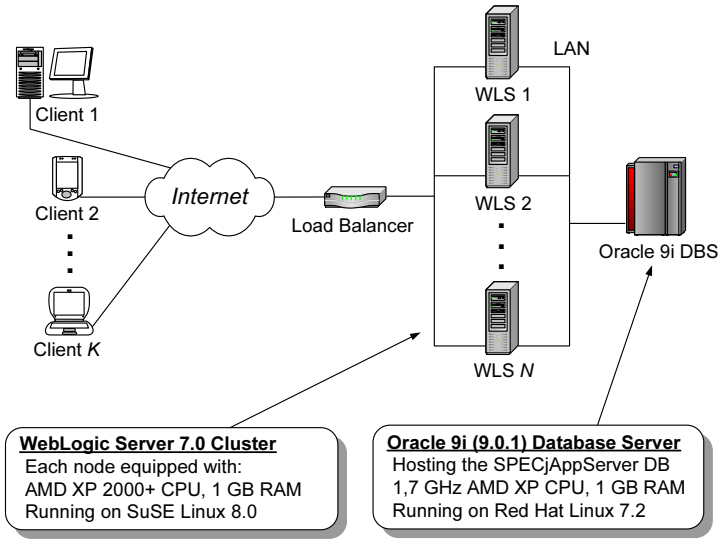 Client 1
Client 2
Client K
Internet
Load Balancer
LAN
WLS 1
WLS 2
WLS N
Oracle 9i DBS
WebLogic Server 7.0 Cluster
Each node equipped with:
AMD XP 2000+ CPU, 1 GB RAM
Running on SuSE Linux 8.0
Oracle 9i (9.0.1) Database Server
Hosting the SPECjAppServer DB
1,7 GHz AMD XP CPU, 1 GB RAM
Running on Red Hat Linux 7.2